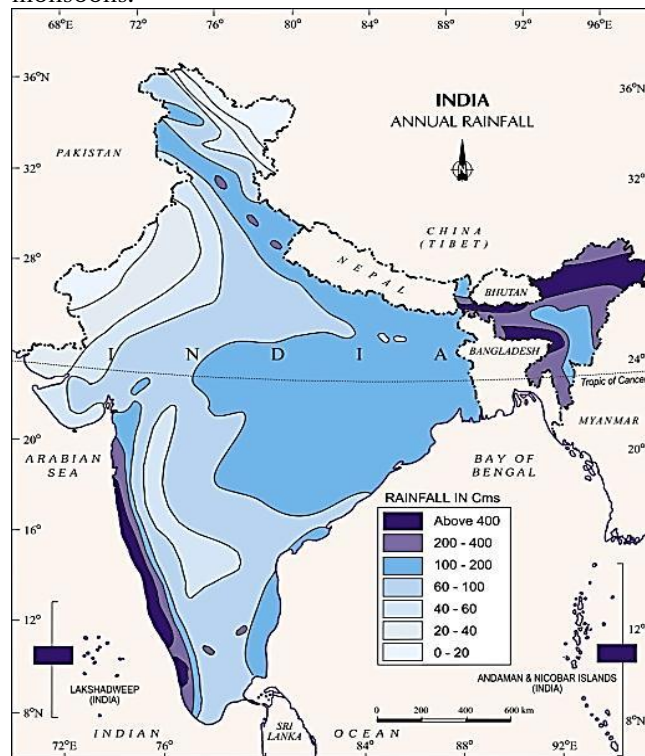 monsoons.
68°E 72° 76° 80° 84° 88° 92° 96°E
36°N
36°N
INDIA
ANNUAL RAINFALL
N
PAKISTAN
32°
32°
CHINA
(TIBET)
28°
28°
NEPAL
BHUTAN
INDIA
BANGLADESH
24°
24°
Tropic of Cancer
MYANMAR
20°
20°
ARABIAN
SEA
BAY OF
BENGAL
RAINFALL IN Cms
Above 400
200 - 400
100 - 200
60 - 100
40 - 60
20 - 40
0 - 20
16°
16°
12°
12°
LAKSHADWEEP
(INDIA)
ANDAMAN & NICOBAR ISLANDS
(INDIA)
0 200 400 600 km
8°N
8°N
SRI
LANKA
INDIAN OCEAN
72°E 76° 80° 84° 88° 92°E